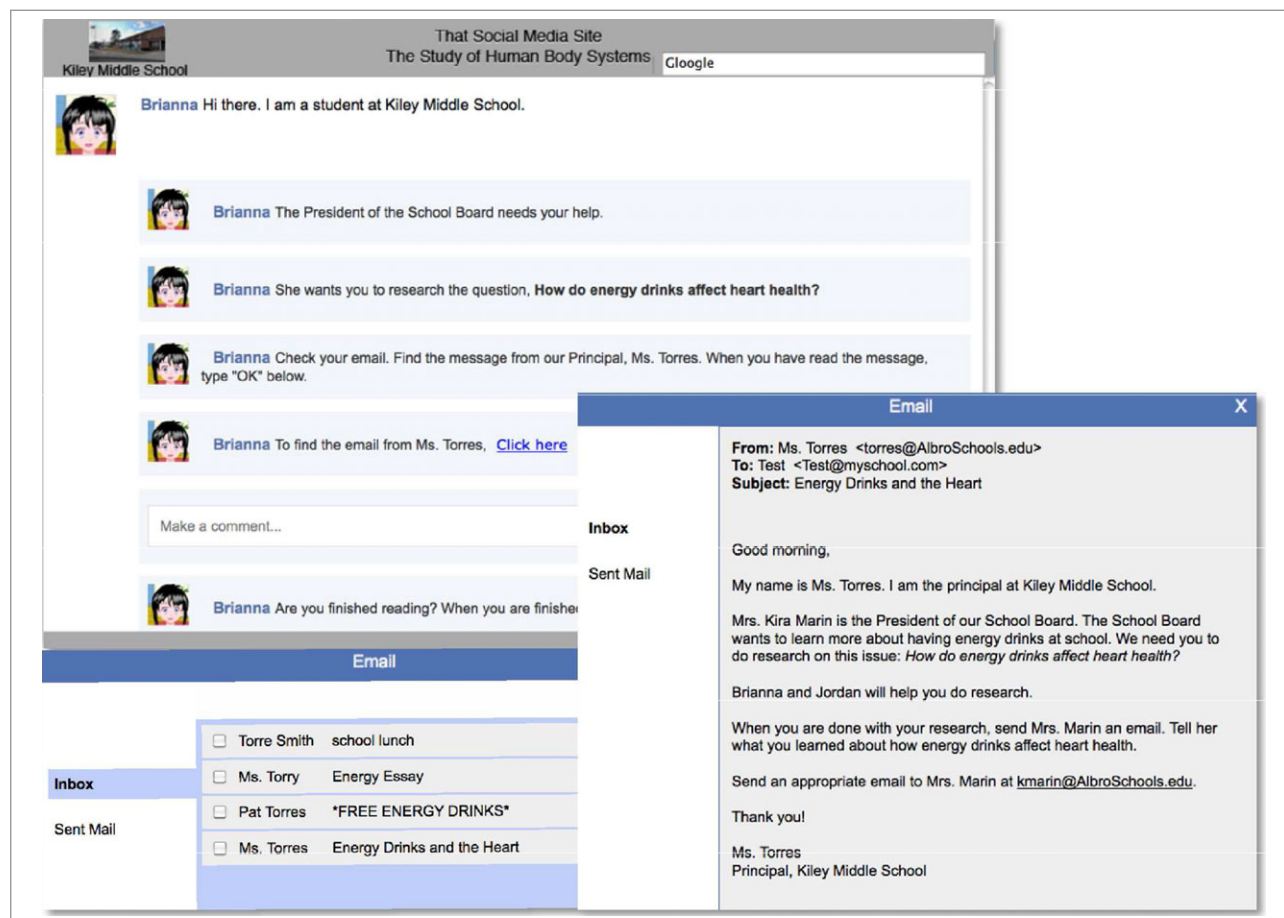 That Social Media Site
The Study of Human Body Systems
Kiley Middle School
Gloogle
Brianna Hi there. I am a student at Kiley Middle School.
Brianna The President of the School Board needs your help.
Brianna She wants you to research the question, How do energy drinks affect heart health?
Brianna Check your email. Find the message from our Principal, Ms. Torres. When you have read the message,
type "OK" below.
Brianna To find the email from Ms. Torres, Click here
Make a comment...
Brianna Are you finished reading? When you are finished
Email
Inbox
Sent Mail
Torre Smith school lunch
Ms. Torry Energy Essay
Pat Torres *FREE ENERGY DRINKS*
Ms. Torres Energy Drinks and the Heart
Email X
Inbox
Sent Mail
From: Ms. Torres <torres@AlbroSchools.edu>
To: Test <Test@myschool.com>
Subject: Energy Drinks and the Heart
Good morning,
My name is Ms. Torres. I am the principal at Kiley Middle School.
Mrs. Kira Marin is the President of our School Board. The School Board
wants to learn more about having energy drinks at school. We need you to
do research on this issue: How do energy drinks affect heart health?
Brianna and Jordan will help you do research.
When you are done with your research, send Mrs. Marin an email. Tell her
what you learned about how energy drinks affect heart health.
Send an appropriate email to Mrs. Marin at kmarin@AlbroSchools.edu.
Thank you!
Ms. Torres
Principal, Kiley Middle School